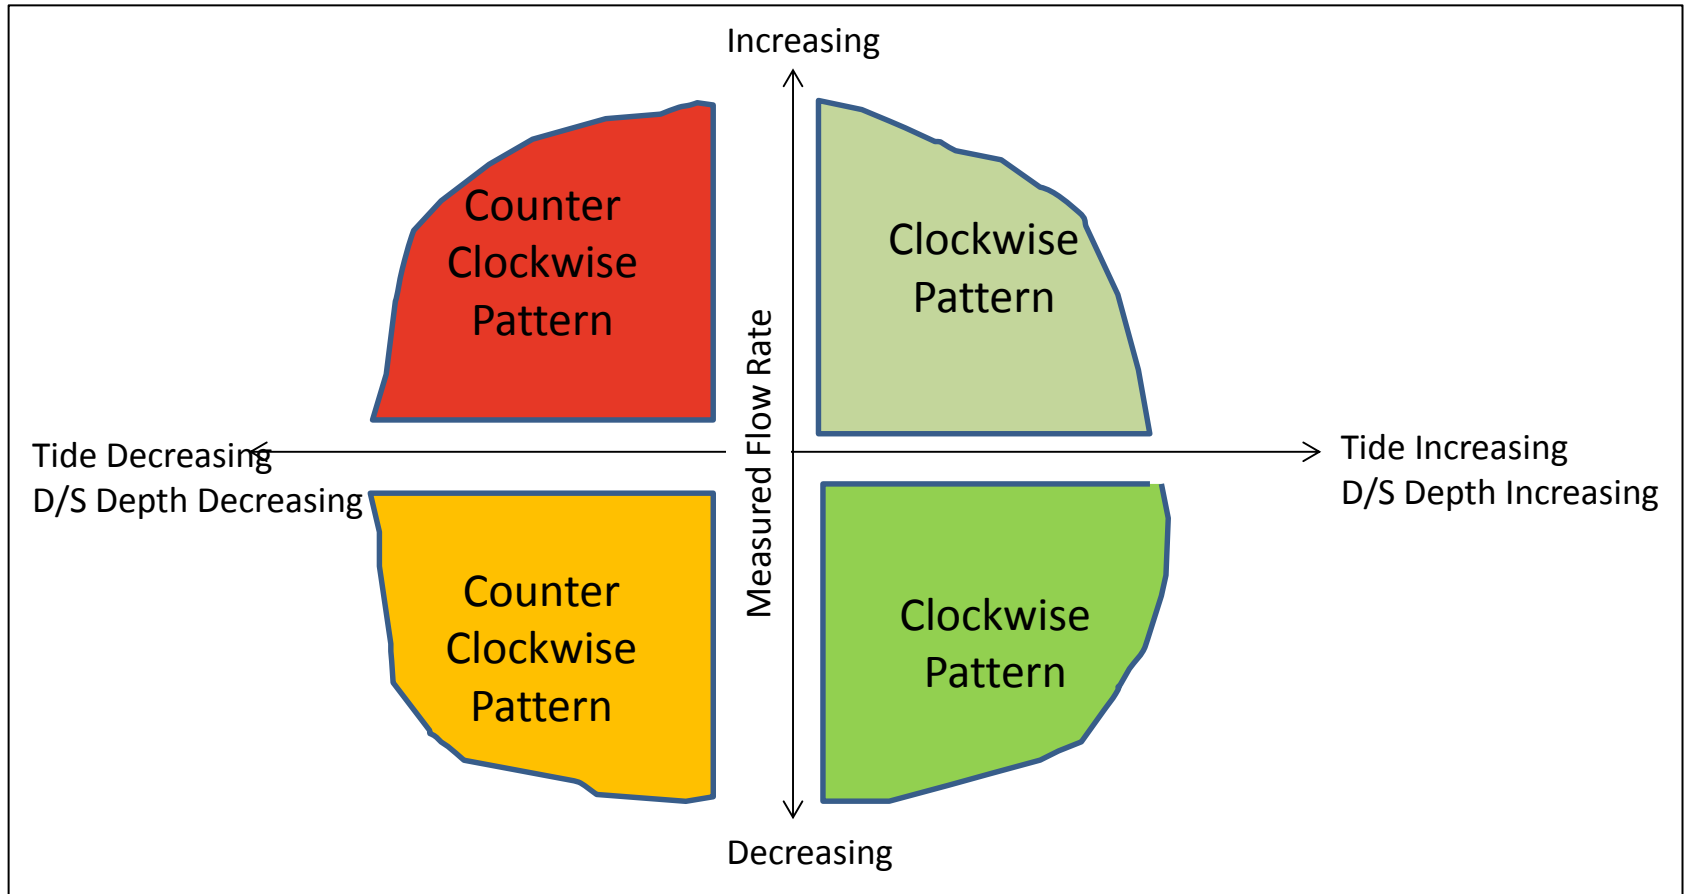 Increasing
Counter
Clockwise
Pattern
Clockwise
Pattern
Measured Flow Rate
Tide Decreasing
D/S Depth Decreasing
Tide Increasing
D/S Depth Increasing
Counter
Clockwise
Pattern
Clockwise
Pattern
Decreasing